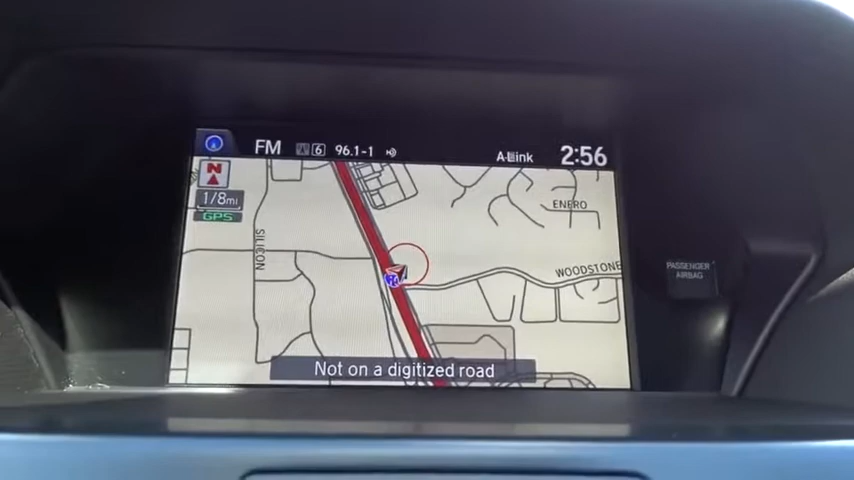 FM 6 96.1-1 A-Link 2:56
N
1/8mi
GPS
SILICON
ENERO
WOODSTONE
PASSENGER
AIRBAG
Not on a digitized road